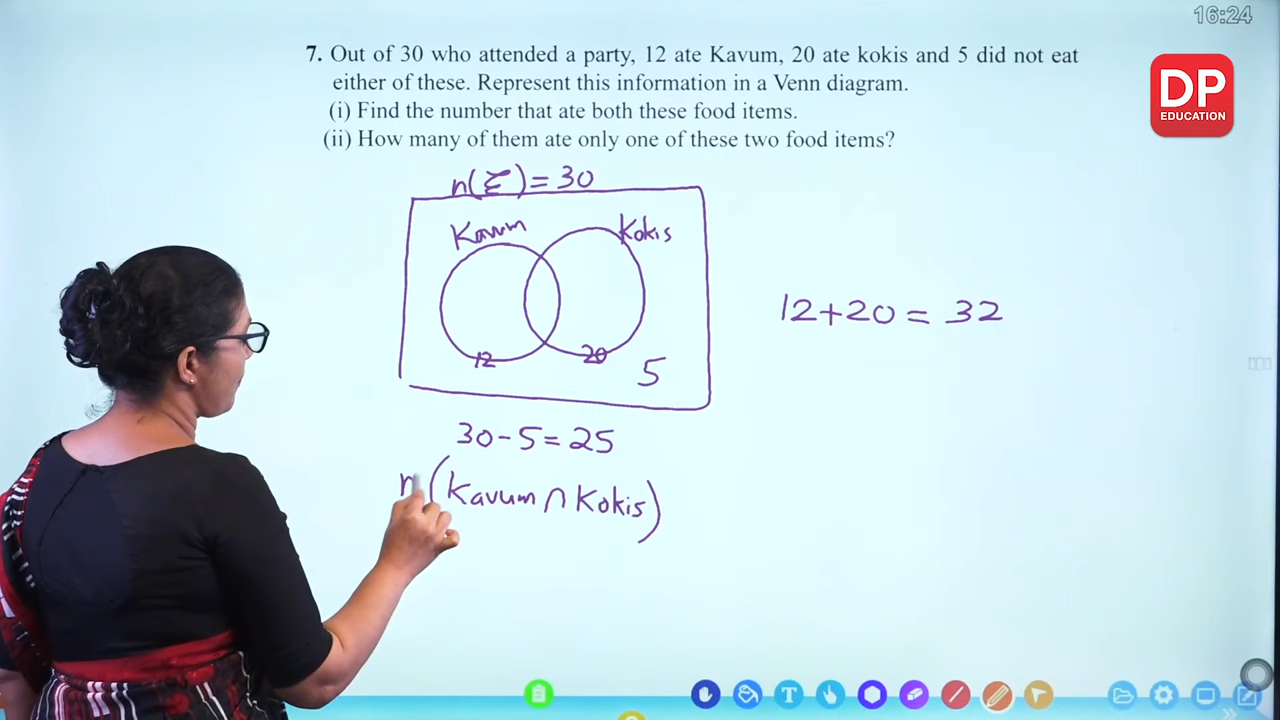 16:24
7. Out of 30 who attended a party, 12 ate Kavum, 20 ate kokis and 5 did not eat
either of these. Represent this information in a Venn diagram.
(i) Find the number that ate both these food items.
(ii) How many of them ate only one of these two food items?
DP
EDUCATION
n(ξ) = 30
Kavum
Kokis
12+20 = 32
12
20
5
30-5=25
n(Kavum ∩ Kokis)
T